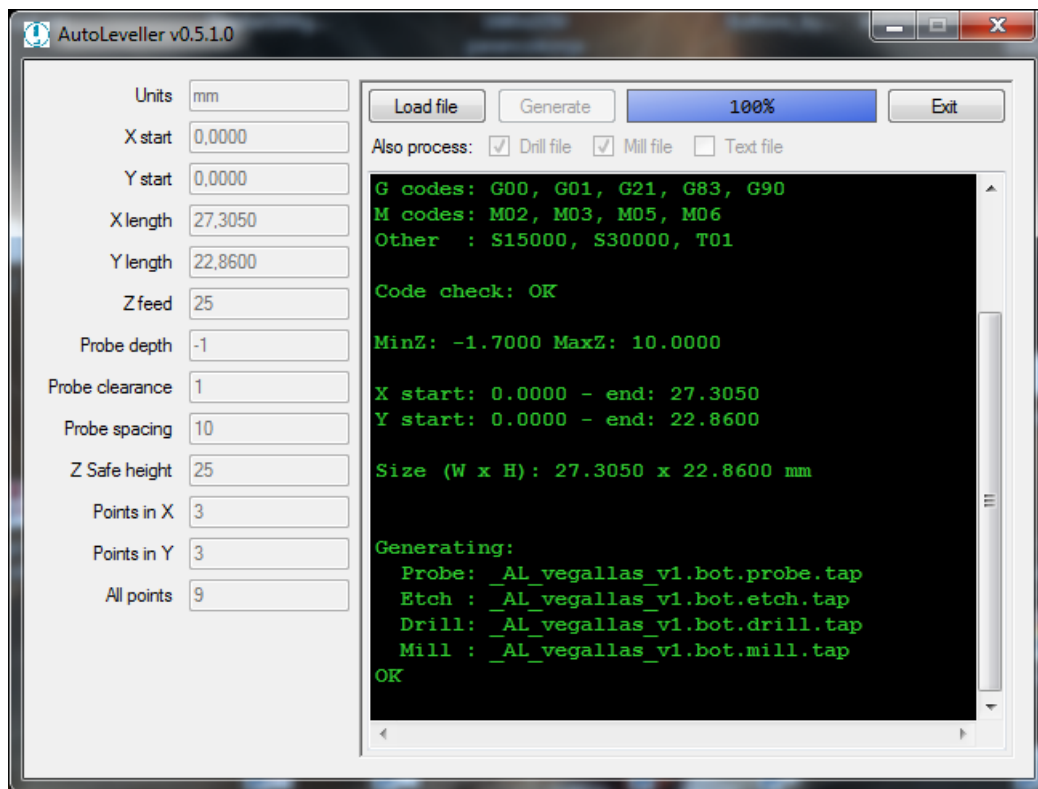 AutoLeveller v0.5.1.0
Units mm
X start 0,0000
Y start 0,0000
X length 27,3050
Y length 22,8600
Z feed 25
Probe depth -1
Probe clearance 1
Probe spacing 10
Z Safe height 25
Points in X 3
Points in Y 3
All points 9
Load file Generate 100% Exit
Also process: Drill file Mill file Text file
G codes: G00, G01, G21, G83, G90
M codes: M02, M03, M05, M06
Other : S15000, S30000, T01
Code check: OK
MinZ: -1.7000 MaxZ: 10.0000
X start: 0.0000 - end: 27.3050
Y start: 0.0000 - end: 22.8600
Size (W x H): 27.3050 x 22.8600 mm
Generating:
Probe: _AL_vegallas_v1.bot.probe.tap
Etch : _AL_vegallas_v1.bot.etch.tap
Drill: _AL_vegallas_v1.bot.drill.tap
Mill : _AL_vegallas_v1.bot.mill.tap
OK